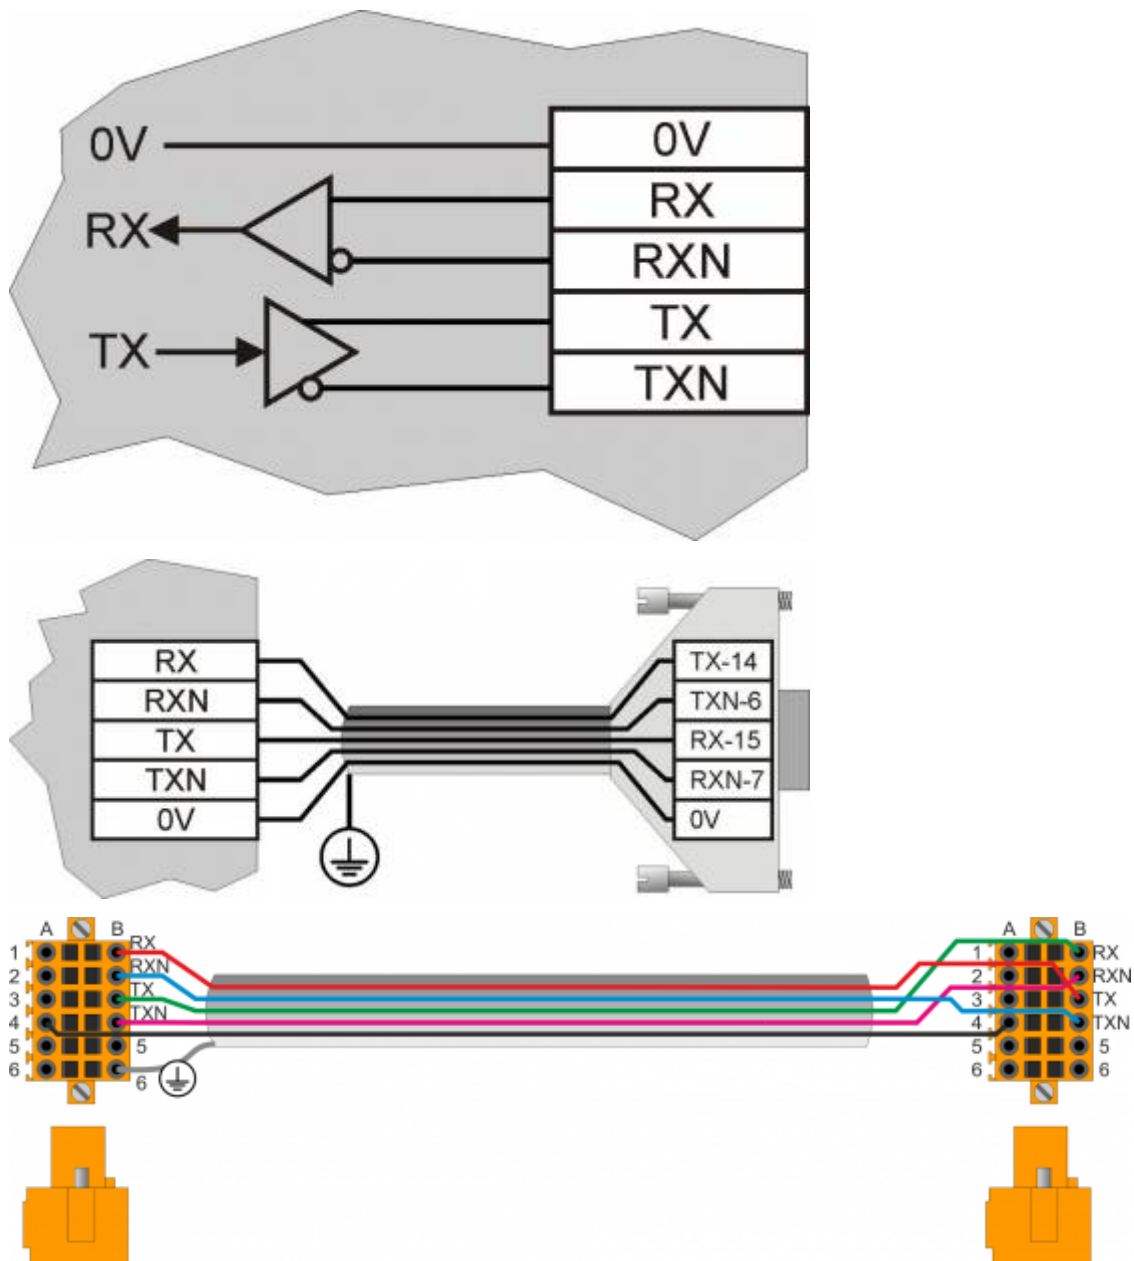 0V 0V
RX RX
RXN
TX TX
TXN
RX TX-14
RXN TXN-6
TX RX-15
TXN RXN-7
0V 0V
A B A B
1 RX 1 RX
2 RXN 2 RXN
3 TX 3 TX
4 TXN 4 TXN
5 5 5 5
6 6 6 6